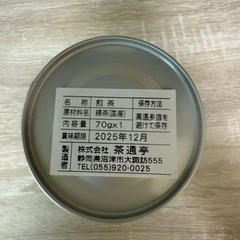 名称 煎茶 保存方法
原材料名 緑茶(国産) 高温多湿を
内容量 70g×1 避けて保存
賞味期限 2025年12月
製造者 株式会社 茶通亭
静岡県沼津市大諏訪555
TEL(055)920-0025